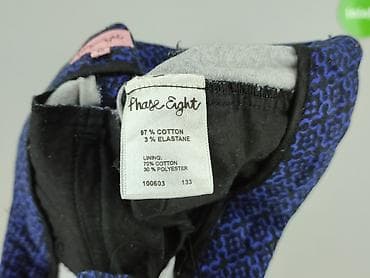 Phase Eight
97 % COTTON
3 % ELASTANE
LINING:
70% COTTON
30 % POLYESTER
100603 133